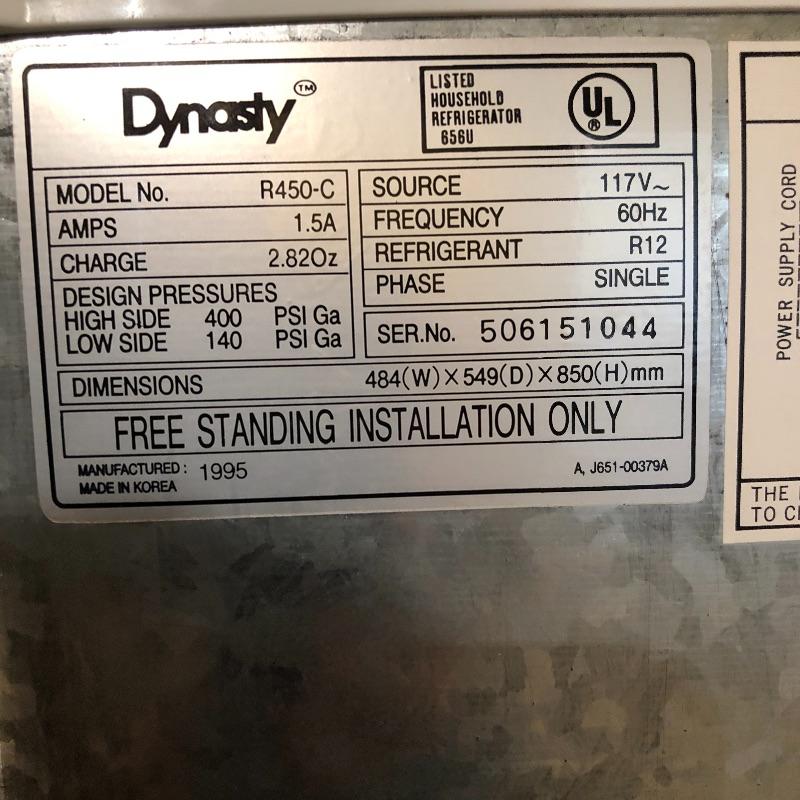 Dynasty™
LISTED
HOUSEHOLD
REFRIGERATOR
656U
UL
®
MODEL No. R450-C
AMPS 1.5A
CHARGE 2.82Oz
DESIGN PRESSURES
HIGH SIDE 400 PSI Ga
LOW SIDE 140 PSI Ga
SOURCE 117V~
FREQUENCY 60Hz
REFRIGERANT R12
PHASE SINGLE
SER.No. 506151044
DIMENSIONS 484(W)×549(D)×850(H)mm
FREE STANDING INSTALLATION ONLY
MANUFACTURED: 1995
MADE IN KOREA
A, J651-00379A
POWER SUPPLY CORD
THE
TO